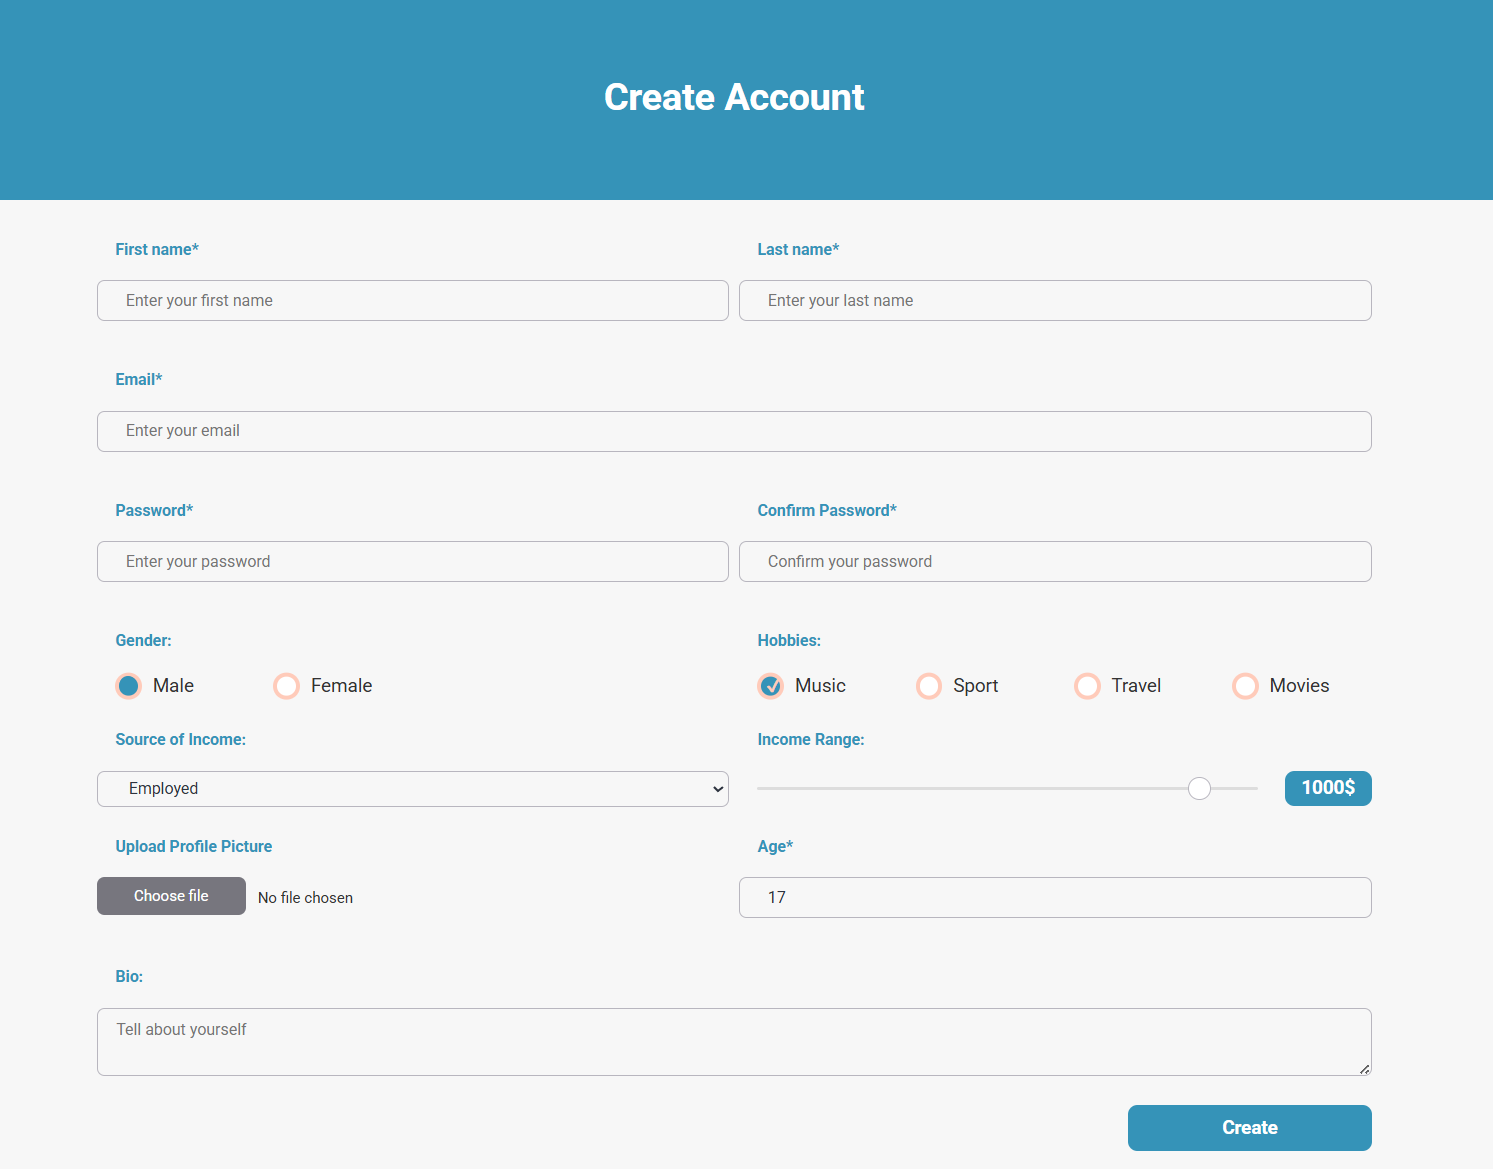 Create Account
First name*
Last name*
Enter your first name
Enter your last name
Email*
Enter your email
Password*
Confirm Password*
Enter your password
Confirm your password
Gender:
Hobbies:
Male
Female
Music
Sport
Travel
Movies
Source of Income:
Income Range:
Employed
1000$
Upload Profile Picture
Age*
Choose file
No file chosen
17
Bio:
Tell about yourself
Create